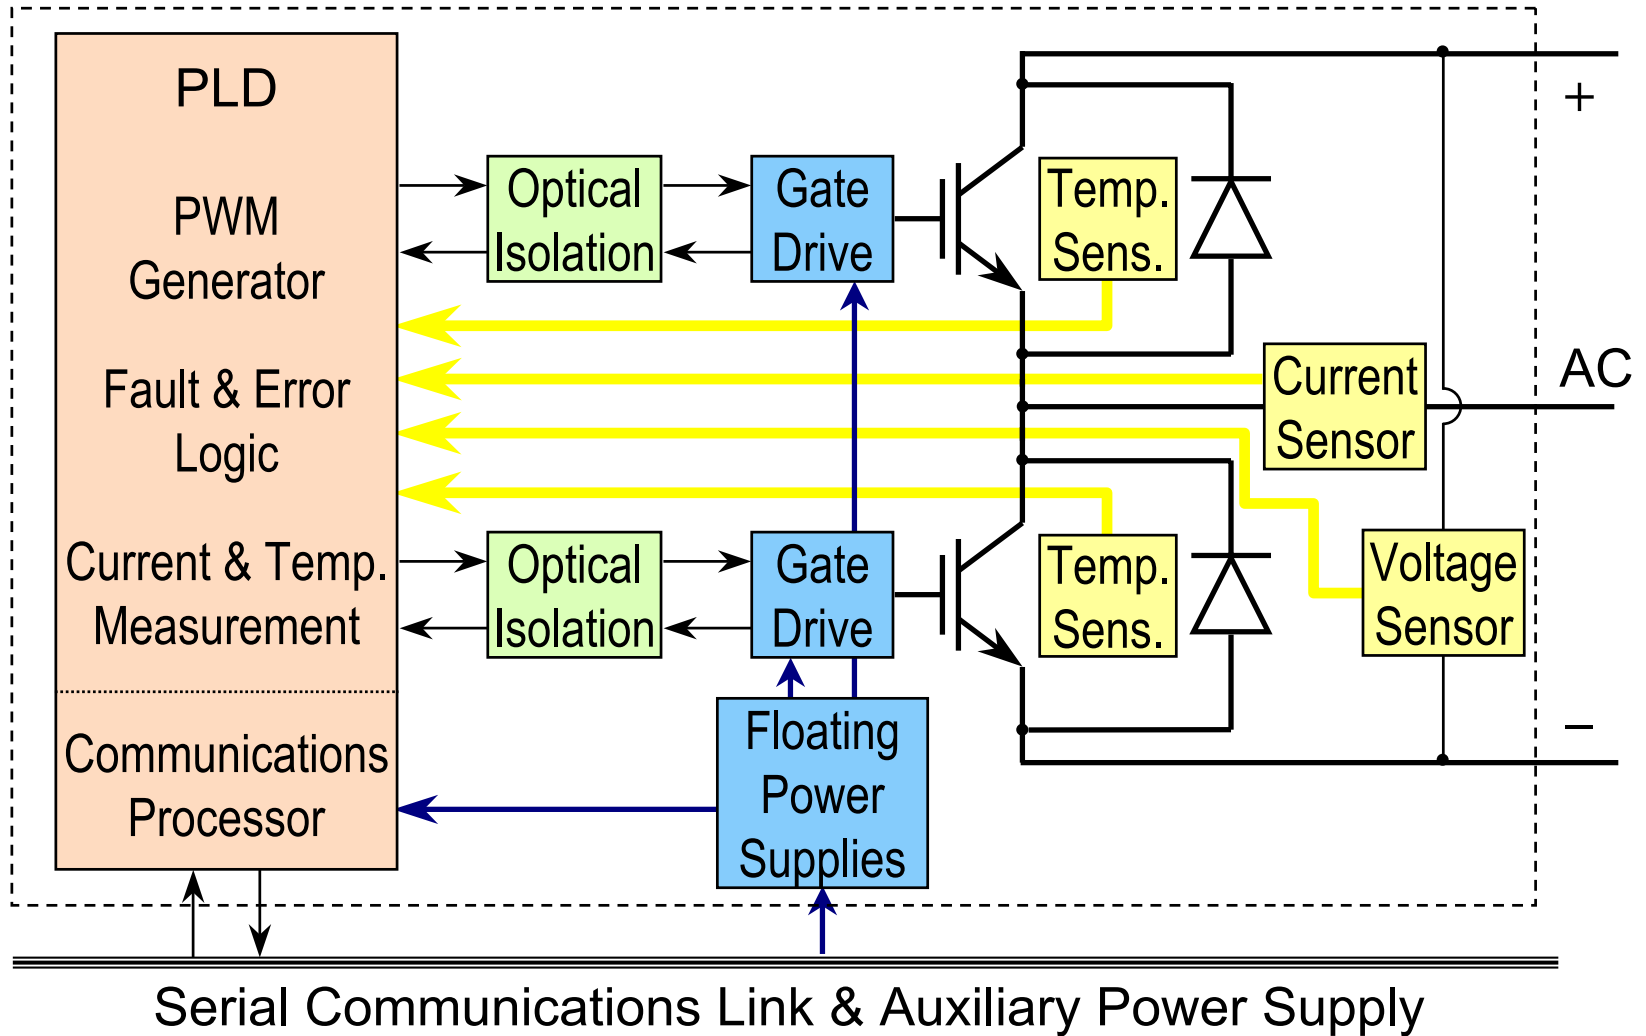 PLD
PWM
Generator
Fault & Error
Logic
Current & Temp.
Measurement
Communications
Processor
Optical
Isolation
Gate
Drive
Temp.
Sens.
+
Current
Sensor
AC
Optical
Isolation
Gate
Drive
Temp.
Sens.
Voltage
Sensor
−
Floating
Power
Supplies
Serial Communications Link & Auxiliary Power Supply